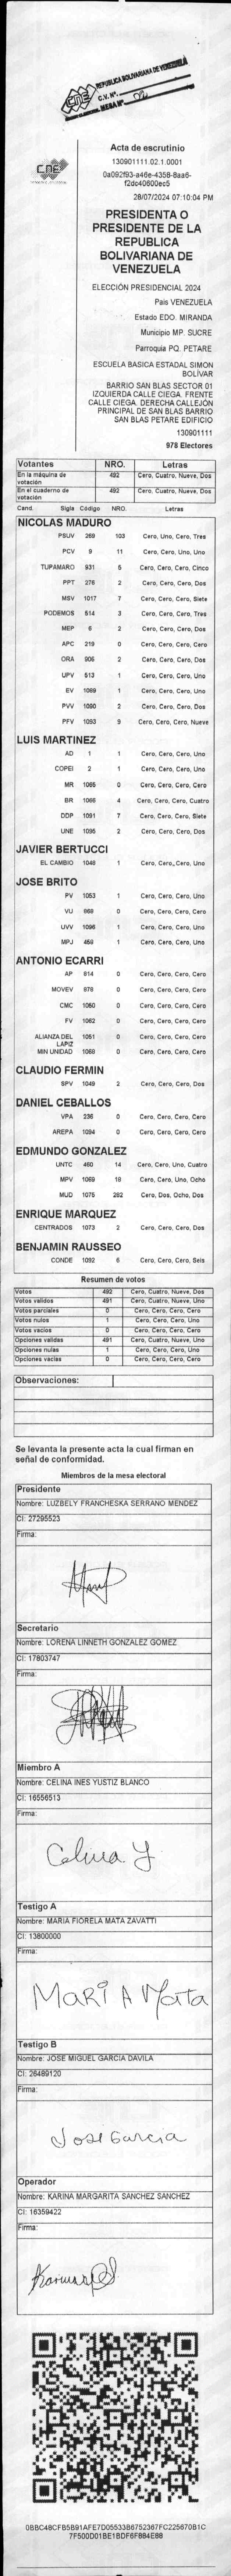 REPUBLICA BOLIVARIANA DE VENEZUELA
CNE
C.V. Nº.
MESA Nº
CNE
Acta de escrutinio
130901111.02.1.0001
0a092f93-a46e-4358-8aa6-
f2dc40600ec5
28/07/2024 07:10:04 PM
PRESIDENTA O
PRESIDENTE DE LA
REPUBLICA
BOLIVARIANA DE
VENEZUELA
ELECCIÓN PRESIDENCIAL 2024
Pais VENEZUELA
Estado EDO. MIRANDA
Municipio MP. SUCRE
Parroquia PQ. PETARE
ESCUELA BASICA ESTADAL SIMON
BOLIVAR
BARRIO SAN BLAS SECTOR 01
IZQUIERDA CALLE CIEGA. FRENTE
CALLE CIEGA. DERECHA CALLEJÓN
PRINCIPAL DE SAN BLAS BARRIO
SAN BLAS PETARE EDIFICIO
130901111
978 Electores
Votantes NRO. Letras
En la máquina de votación 492 Cero, Cuatro, Nueve, Dos
En el cuaderno de votación 492 Cero, Cuatro, Nueve, Dos
Cand. Sigla Código NRO. Letras
NICOLAS MADURO
PSUV 269 103 Cero, Uno, Cero, Tres
PCV 9 11 Cero, Cero, Uno, Uno
TUPAMARO 931 5 Cero, Cero, Cero, Cinco
PPT 276 2 Cero, Cero, Cero, Dos
MSV 1017 7 Cero, Cero, Cero, Siete
PODEMOS 514 3 Cero, Cero, Cero, Tres
MEP 6 2 Cero, Cero, Cero, Dos
APC 219 0 Cero, Cero, Cero, Cero
ORA 906 2 Cero, Cero, Cero, Dos
UPV 513 1 Cero, Cero, Cero, Uno
EV 1089 1 Cero, Cero, Cero, Uno
PVV 1090 2 Cero, Cero, Cero, Dos
PFV 1093 9 Cero, Cero, Cero, Nueve
LUIS MARTINEZ
AD 1 1 Cero, Cero, Cero, Uno
COPEI 2 1 Cero, Cero, Cero, Uno
MR 1065 0 Cero, Cero, Cero, Cero
BR 1066 4 Cero, Cero, Cero, Cuatro
DDP 1091 7 Cero, Cero, Cero, Siete
UNE 1095 2 Cero, Cero, Cero, Dos
JAVIER BERTUCCI
EL CAMBIO 1048 1 Cero, Cero, Cero, Uno
JOSE BRITO
PV 1053 1 Cero, Cero, Cero, Uno
VU 868 0 Cero, Cero, Cero, Cero
UVV 1096 1 Cero, Cero, Cero, Uno
MPJ 458 1 Cero, Cero, Cero, Uno
ANTONIO ECARRI
AP 814 0 Cero, Cero, Cero, Cero
MOVEV 878 0 Cero, Cero, Cero, Cero
CMC 1050 0 Cero, Cero, Cero, Cero
FV 1062 0 Cero, Cero, Cero, Cero
ALIANZA DEL LAPIZ 1051 0 Cero, Cero, Cero, Cero
MIN UNIDAD 1068 0 Cero, Cero, Cero, Cero
CLAUDIO FERMIN
SPV 1049 2 Cero, Cero, Cero, Dos
DANIEL CEBALLOS
VPA 236 0 Cero, Cero, Cero, Cero
AREPA 1094 0 Cero, Cero, Cero, Cero
EDMUNDO GONZALEZ
UNTC 460 14 Cero, Cero, Uno, Cuatro
MPV 1069 18 Cero, Cero, Uno, Ocho
MUD 1075 282 Cero, Dos, Ocho, Dos
ENRIQUE MARQUEZ
CENTRADOS 1073 2 Cero, Cero, Cero, Dos
BENJAMIN RAUSSEO
CONDE 1092 6 Cero, Cero, Cero, Seis
Resumen de votos
Votos 492 Cero, Cuatro, Nueve, Dos
Votos validos 491 Cero, Cuatro, Nueve, Uno
Votos parciales 0 Cero, Cero, Cero, Cero
Votos nulos 1 Cero, Cero, Cero, Uno
Votos vacios 0 Cero, Cero, Cero, Cero
Opciones validas 491 Cero, Cuatro, Nueve, Uno
Opciones nulas 1 Cero, Cero, Cero, Uno
Opciones vacias 0 Cero, Cero, Cero, Cero
Observaciones:
Se levanta la presente acta la cual firman en
señal de conformidad.
Miembros de la mesa electoral
Presidente
Nombre: LUZBELY FRANCHESKA SERRANO MENDEZ
CI: 27295523
Firma:
Secretario
Nombre: LORENA LINNETH GONZALEZ GOMEZ
CI: 17803747
Firma:
Miembro A
Nombre: CELINA INES YUSTIZ BLANCO
CI: 16556513
Firma:
Celina Y
Testigo A
Nombre: MARIA FIORELA MATA ZAVATTI
CI: 13800000
Firma:
MARIA Mata
Testigo B
Nombre: JOSE MIGUEL GARCIA DAVILA
CI: 26489120
Firma:
Jose Garcia
Operador
Nombre: KARINA MARGARITA SANCHEZ SANCHEZ
CI: 16359422
Firma:
0BBC48CFB5B91AFE7D05533B6752367FC225670B1C
7F500D01BE1BDF6F884E88